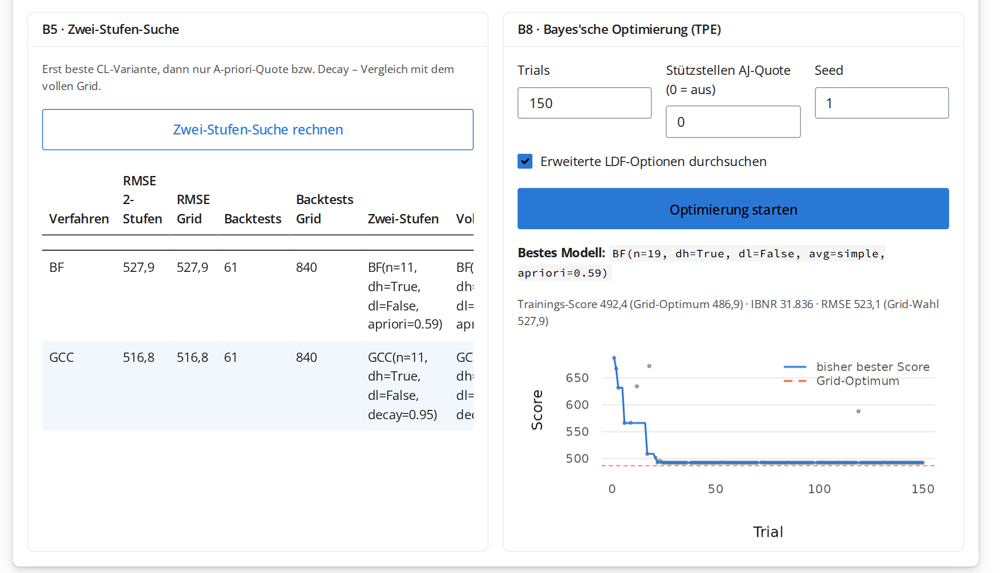 B5 · Zwei-Stufen-Suche
Erst beste CL-Variante, dann nur A-priori-Quote bzw. Decay – Vergleich mit dem
vollen Grid.
Zwei-Stufen-Suche rechnen
RMSE
2-
RMSE
Backtests
Verfahren Stufen Grid Backtests Grid Zwei-Stufen Vol
BF 527,9 527,9 61 840 BF(n=11, BF(
dh=True, dh=
dl=False, dl=
apriori=0.59) apr
GCC 516,8 516,8 61 840 GCC(n=11, GC
dh=True, dh=
dl=False, dl=
decay=0.95) dec
B8 · Bayes'sche Optimierung (TPE)
Trials
Stützstellen AJ-Quote
(0 = aus)
Seed
150
0
1
Erweiterte LDF-Optionen durchsuchen
Optimierung starten
Bestes Modell: BF(n=19, dh=True, dl=False, avg=simple,
apriori=0.59)
Trainings-Score 492,4 (Grid-Optimum 486,9) · IBNR 31.836 · RMSE 523,1 (Grid-Wahl
527,9)
bisher bester Score
Grid-Optimum
Score
650
600
550
500
0 50 100 150
Trial